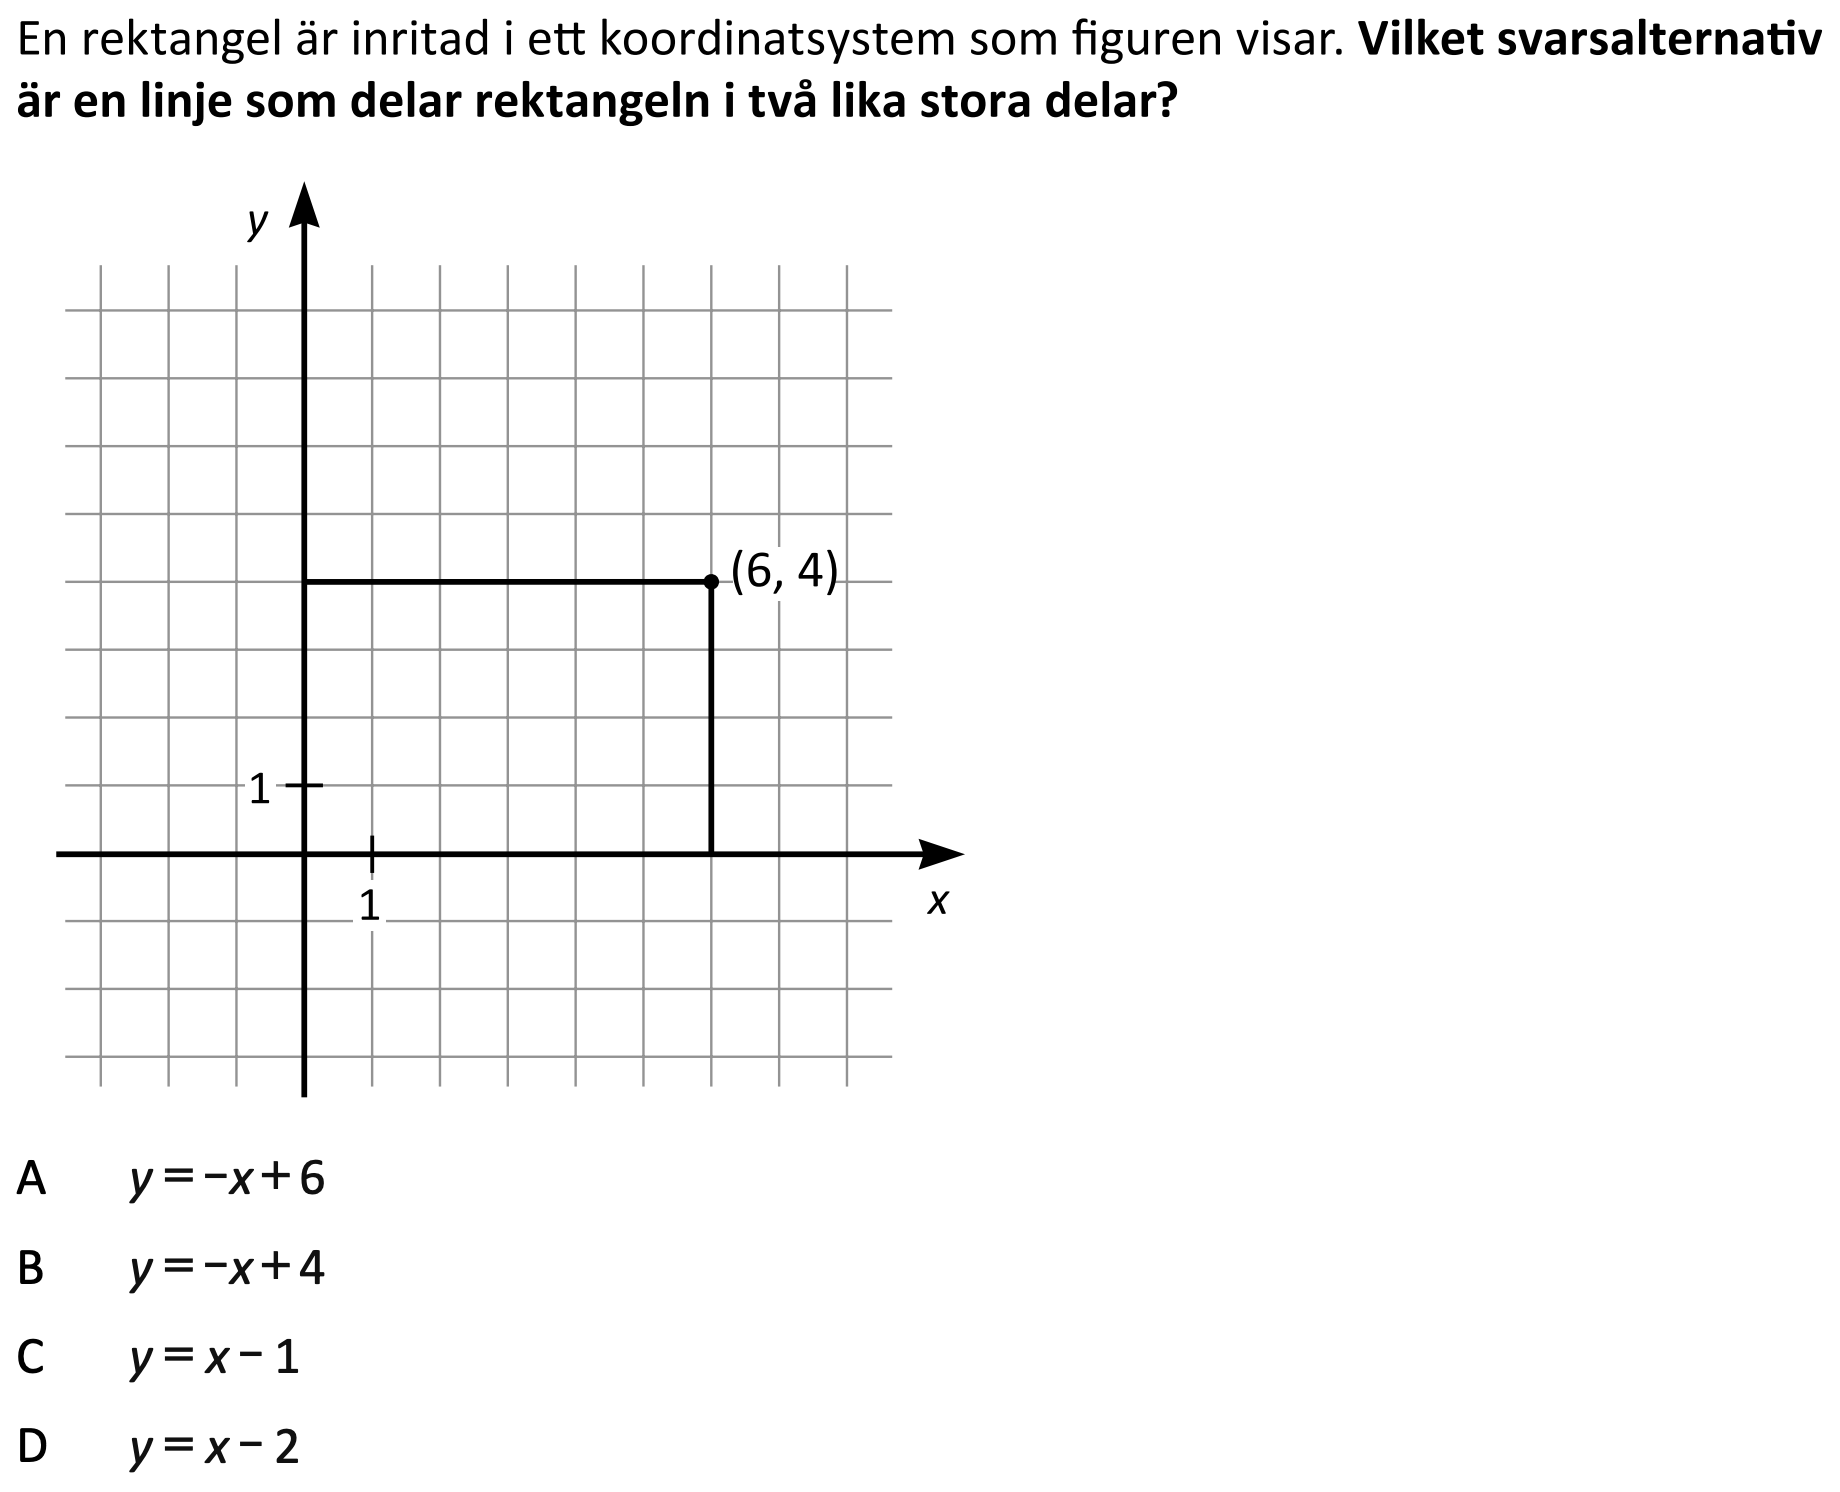 En rektangel är inritad i ett koordinatsystem som figuren visar. Vilket svarsalternativ
är en linje som delar rektangeln i två lika stora delar?
y
(6, 4)
1
1
x
A y = −x + 6
B y = −x + 4
C y = x − 1
D y = x − 2